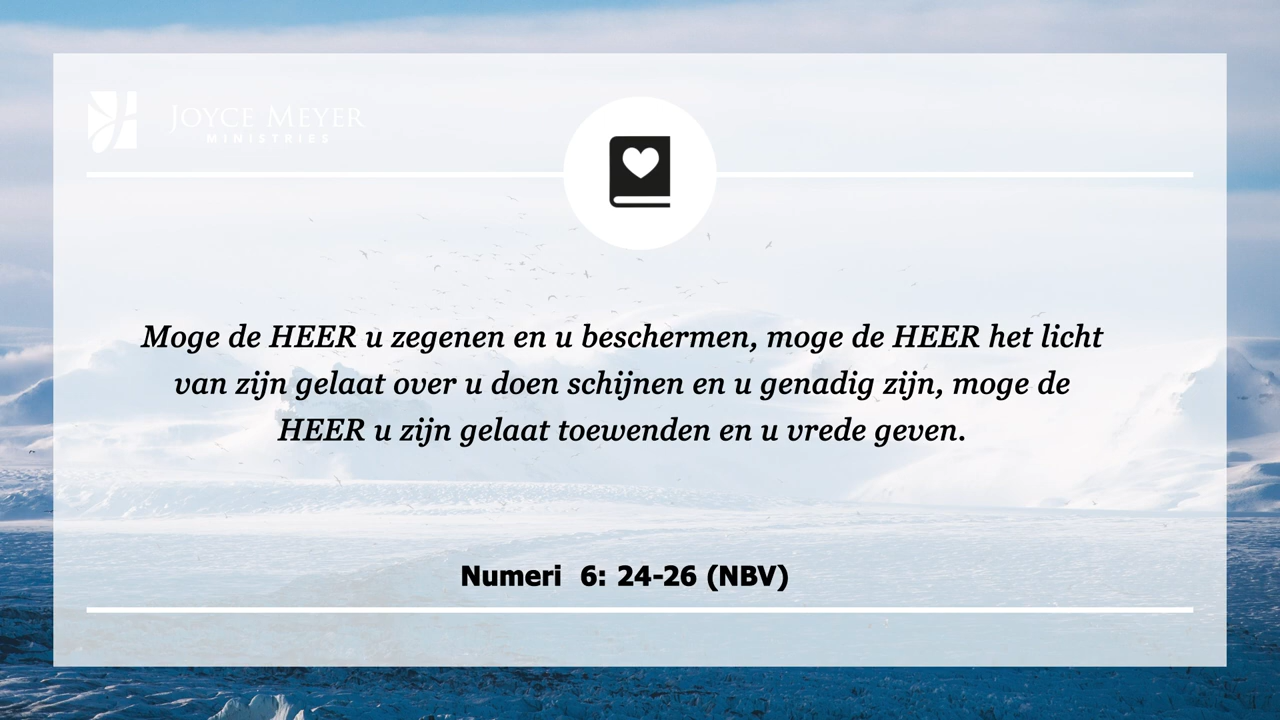 JOYCE MEYER
MINISTRIES
Moge de HEER u zegenen en u beschermen, moge de HEER het licht
van zijn gelaat over u doen schijnen en u genadig zijn, moge de
HEER u zijn gelaat toewenden en u vrede geven.
Numeri  6: 24-26 (NBV)